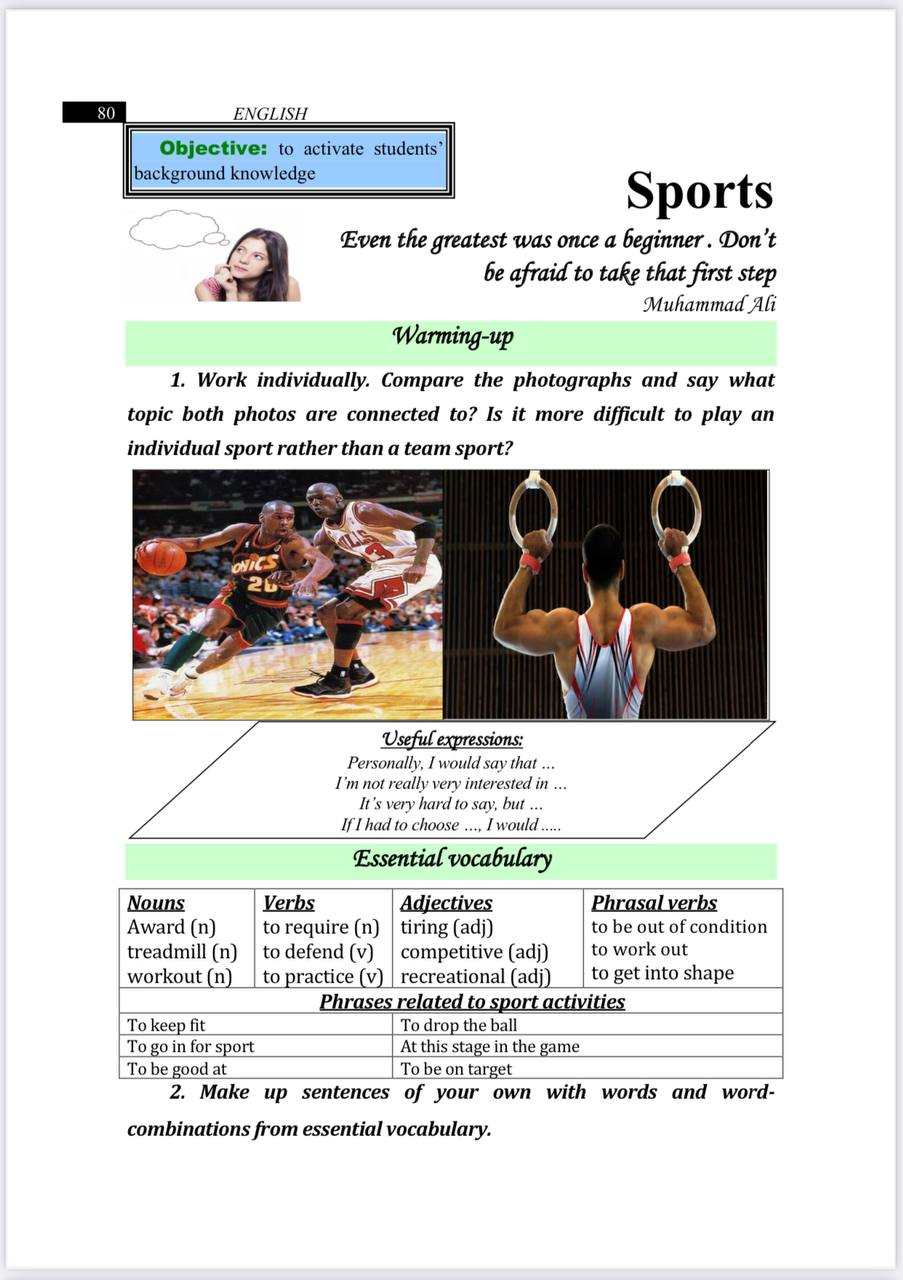 80 ENGLISH
Objective: to activate students’
background knowledge
Sports
Even the greatest was once a beginner . Don’t
be afraid to take that first step
Muhammad Ali
Warming-up
1. Work individually. Compare the photographs and say what
topic both photos are connected to? Is it more difficult to play an
individual sport rather than a team sport?
ONICS
20
BULLS
Useful expressions:
Personally, I would say that …
I’m not really very interested in …
It’s very hard to say, but …
If I had to choose …, I would .....
Essential vocabulary
Nouns
Award (n)
treadmill (n)
workout (n)
Verbs
to require (n)
to defend (v)
to practice (v)
Adjectives
tiring (adj)
competitive (adj)
recreational (adj)
Phrasal verbs
to be out of condition
to work out
to get into shape
Phrases related to sport activities
To keep fit To drop the ball
To go in for sport At this stage in the game
To be good at To be on target
2. Make up sentences of your own with words and word-
combinations from essential vocabulary.